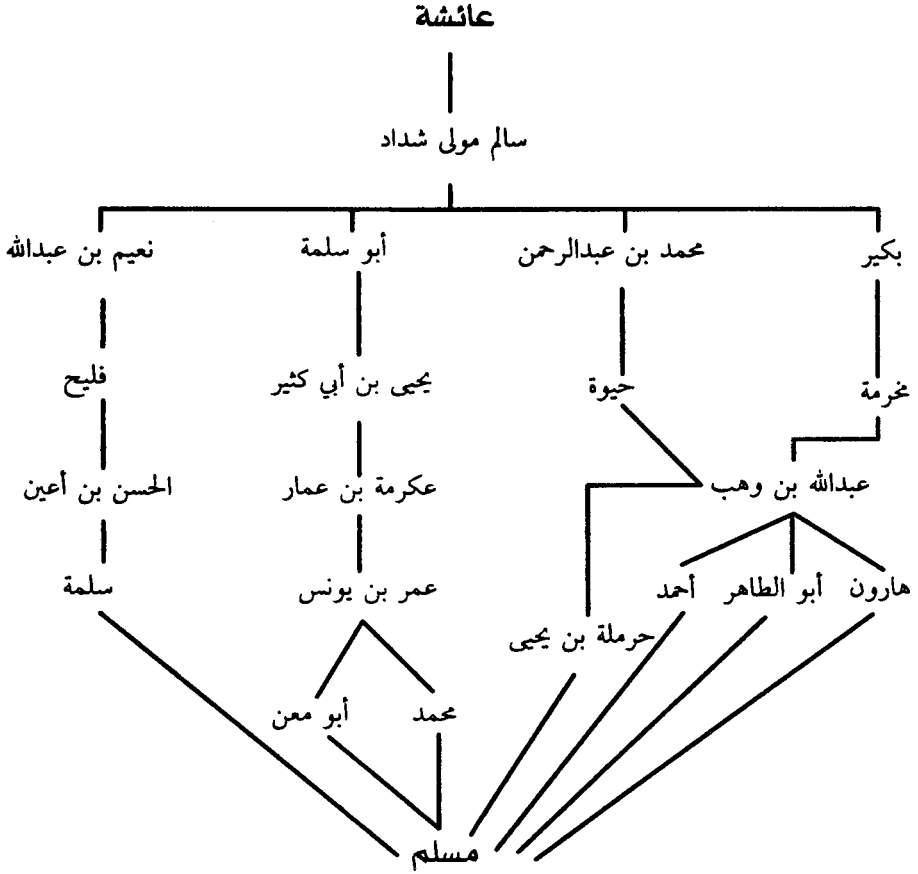 عائشة
سالم مولى شداد
بكير
محمد بن عبدالرحمن
أبو سلمة
نعيم بن عبدالله
مخرمة
حيوة
يحيى بن أبي كثير
فليح
عبدالله بن وهب
عكرمة بن عمار
الحسن بن أعين
هارون
أبو الطاهر
أحمد
عمر بن يونس
سلمة
حرملة بن يحيى
محمد
أبو معن
مسلم